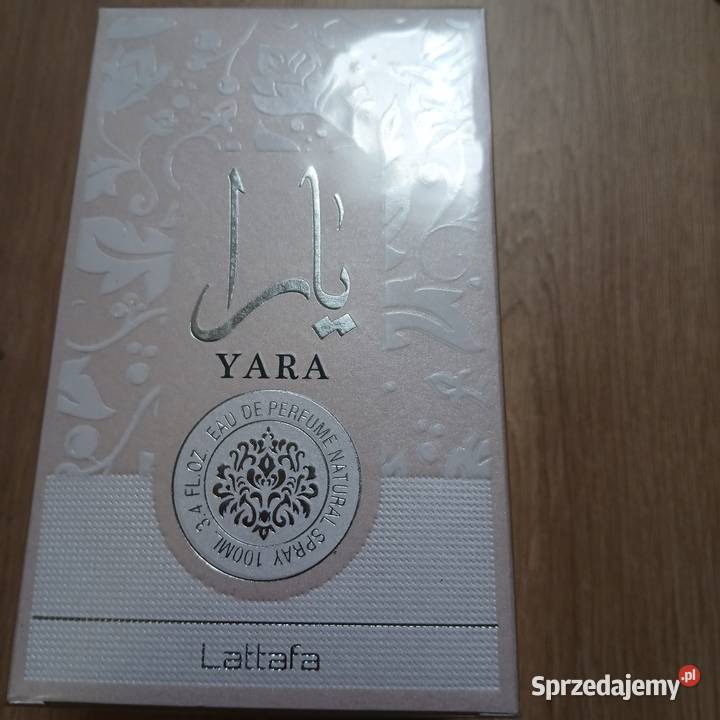 يارا
YARA
EAU DE PERFUME NATURAL SPRAY 100ML. 3.4 FL.OZ.
Lattafa
Sprzedajemy.pl